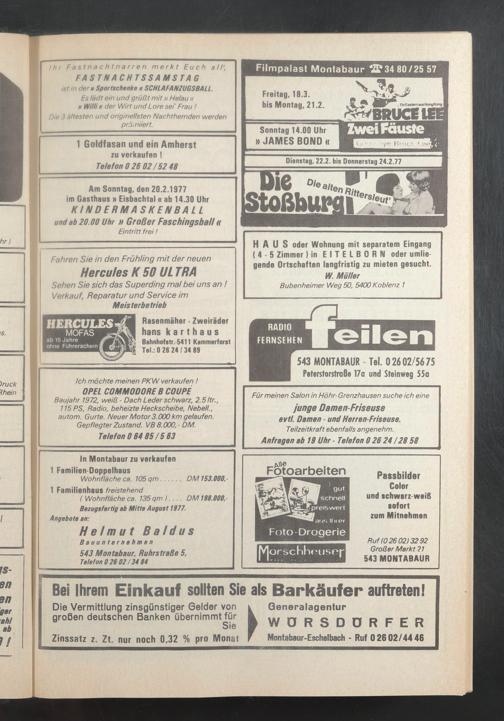 Ihr Fastnachtnarren merkt Euch all',
FASTNACHTSSAMSTAG
ist in der » Sportschenke « SCHLAFANZUGSBALL.
Es lädt ein und grüßt mit » Helau «
» Willi « der Wirt und Lore sei' Frau !
Die 3 ältesten und originellsten Nachthemden werden
prämiiert.
1 Goldfasan und ein Amherst
zu verkaufen !
Telefon 0 26 02 / 52 48
Am Sonntag, den 20.2.1977
im Gasthaus » Eisbachtal « ab 14.30 Uhr
KINDERMASKENBALL
und ab 20.00 Uhr » Großer Faschingsball «
Eintritt frei !
Fahren Sie in den Frühling mit der neuen
Hercules K 50 ULTRA
Sehen Sie sich das Superding mal bei uns an !
Verkauf, Reparatur und Service im
Meisterbetrieb
HERCULES
MOFAS
ab 15 Jahre
ohne Führerschein
Rasenmäher - Zweiräder
hans karthaus
Bahnhofstr. 5411 Kammerforst
Tel.: 0 26 24 / 34 89
Ich möchte meinen PKW verkaufen !
OPEL COMMODORE B COUPE
Baujahr 1972, weiß - Dach Leder schwarz, 2.5 ltr.,
115 PS, Radio, beheizte Heckscheibe, Nebell.,
autom. Gurte. Neuer Motor 3.000 km gelaufen.
Gepflegter Zustand. VB 8.000,- DM.
Telefon 0 64 85 / 5 63
In Montabaur zu verkaufen
1 Familien-Doppelhaus
Wohnfläche ca. 105 qm . . . . . . DM 153.000,-
1 Familienhaus freistehend
( Wohnfläche ca. 135 qm ) . . . . DM 198.000,-
Bezugsfertig ab Mitte August 1977.
Angebote an:
Helmut Baldus
Bauunternehmen
543 Montabaur, Ruhrstraße 5,
Telefon 0 26 02 / 34 84
Filmpalast Montabaur ☎ 34 80 / 25 57
Freitag, 18.3.
bis Montag, 21.2.
BRUCE LEE
Sonntag 14.00 Uhr
» JAMES BOND «
Zwei Fäuste
Dienstag, 22.2. bis Donnerstag 24.2.77
Die
Stoßburg
Die alten Rittersleut'
HAUS oder Wohnung mit separatem Eingang
( 4 - 5 Zimmer ) in EITELBORN oder umlie-
gende Ortschaften langfristig zu mieten gesucht.
W. Müller
Bubenheimer Weg 50, 5400 Koblenz 1
RADIO
FERNSEHEN
feilen
543 MONTABAUR - Tel. 0 26 02/56 75
Peterstorstraße 17a und Steinweg 55a
Für meinen Salon in Höhr-Grenzhausen suche ich eine
junge Damen-Friseuse
evtl. Damen - und Herren-Friseuse.
Teilzeitkraft ebenfalls angenehm.
Anfragen ab 19 Uhr - Telefon 0 26 24 / 28 58
Alle
Fotoarbeiten
gut
schnell
preiswert
aus Ihrer
Foto-Drogerie
Morschheuser
Passbilder
Color
und schwarz-weiß
sofort
zum Mitnehmen
Ruf (0 26 02) 32 92
Großer Markt 21
543 MONTABAUR
Bei Ihrem Einkauf sollten Sie als Barkäufer auftreten!
Die Vermittlung zinsgünstiger Gelder von
großen deutschen Banken übernimmt für
Sie
Zinssatz z. Zt. nur noch 0,32 % pro Monat
Generalagentur
WÖRSDÖRFER
Montabaur-Eschelbach - Ruf 0 26 02 / 44 46